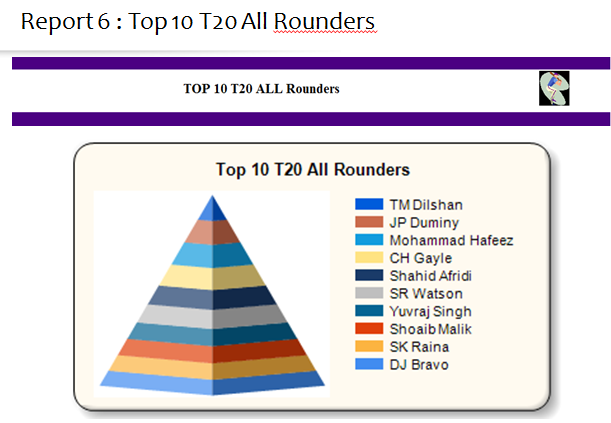 Report 6 : Top 10 T20 All Rounders
TOP 10 T20 ALL Rounders
Top 10 T20 All Rounders
TM Dilshan
JP Duminy
Mohammad Hafeez
CH Gayle
Shahid Afridi
SR Watson
Yuvraj Singh
Shoaib Malik
SK Raina
DJ Bravo